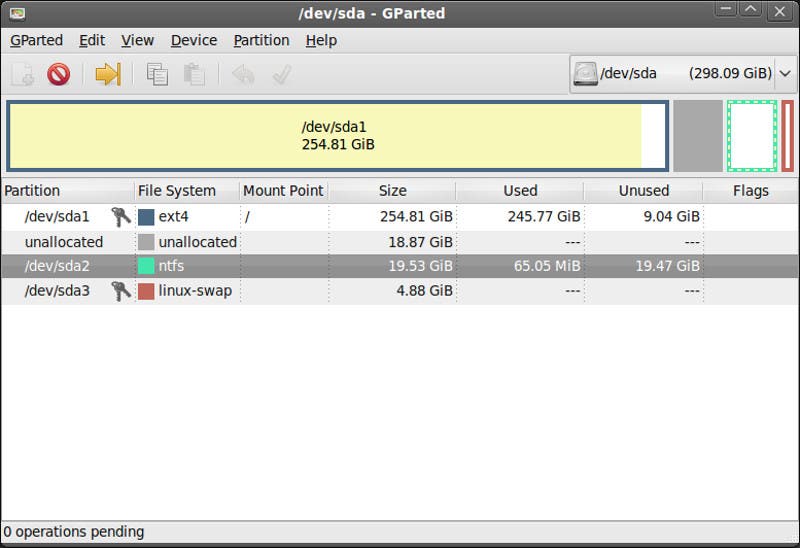 /dev/sda - GParted
GParted Edit View Device Partition Help
/dev/sda (298.09 GiB)
/dev/sda1
254.81 GiB
Partition File System Mount Point Size Used Unused Flags
/dev/sda1 ext4 / 254.81 GiB 245.77 GiB 9.04 GiB
unallocated unallocated 18.87 GiB --- ---
/dev/sda2 ntfs 19.53 GiB 65.05 MiB 19.47 GiB
/dev/sda3 linux-swap 4.88 GiB --- ---
0 operations pending